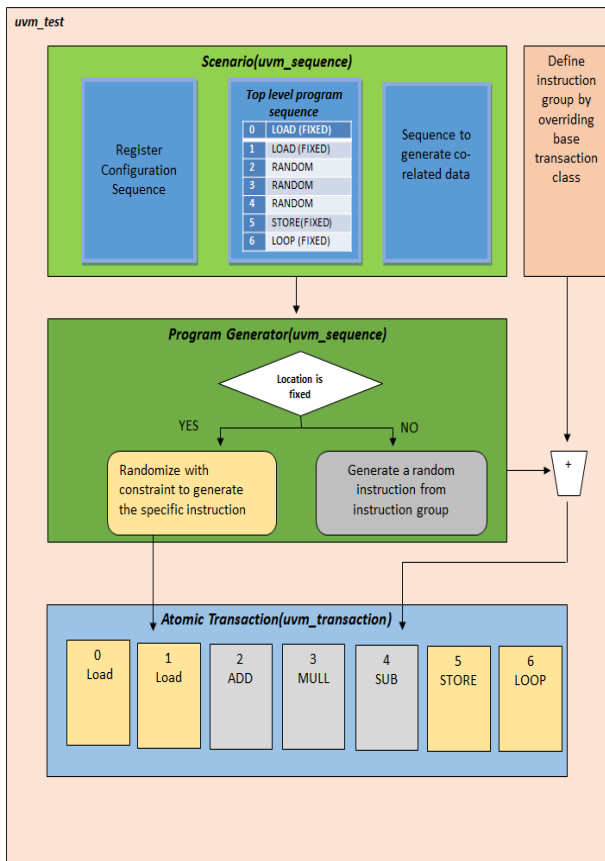 uvm_test
Scenario(uvm_sequence)
Register
Configuration
Sequence
Top level program
sequence
0 LOAD (FIXED)
1 LOAD (FIXED)
2 RANDOM
3 RANDOM
4 RANDOM
5 STORE(FIXED)
6 LOOP (FIXED)
Sequence to
generate co-
related data
Define
instruction
group by
overriding
base
transaction
class
Program Generator(uvm_sequence)
Location is
fixed
YES
NO
Randomize with
constraint to generate
the specific instruction
Generate a random
instruction from
instruction group
+
Atomic Transaction(uvm_transaction)
0
Load
1
Load
2
ADD
3
MULL
4
SUB
5
STORE
6
LOOP